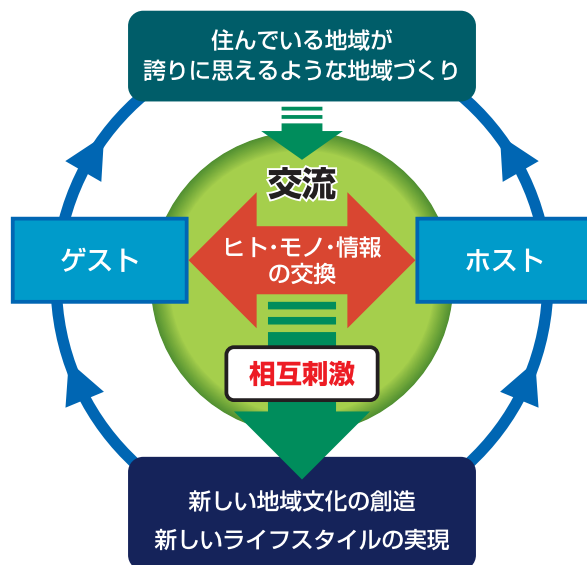 住んでいる地域が
誇りに思えるような地域づくり
交流
ゲスト
ヒト・モノ・情報
の交換
ホスト
相互刺激
新しい地域文化の創造
新しいライフスタイルの実現